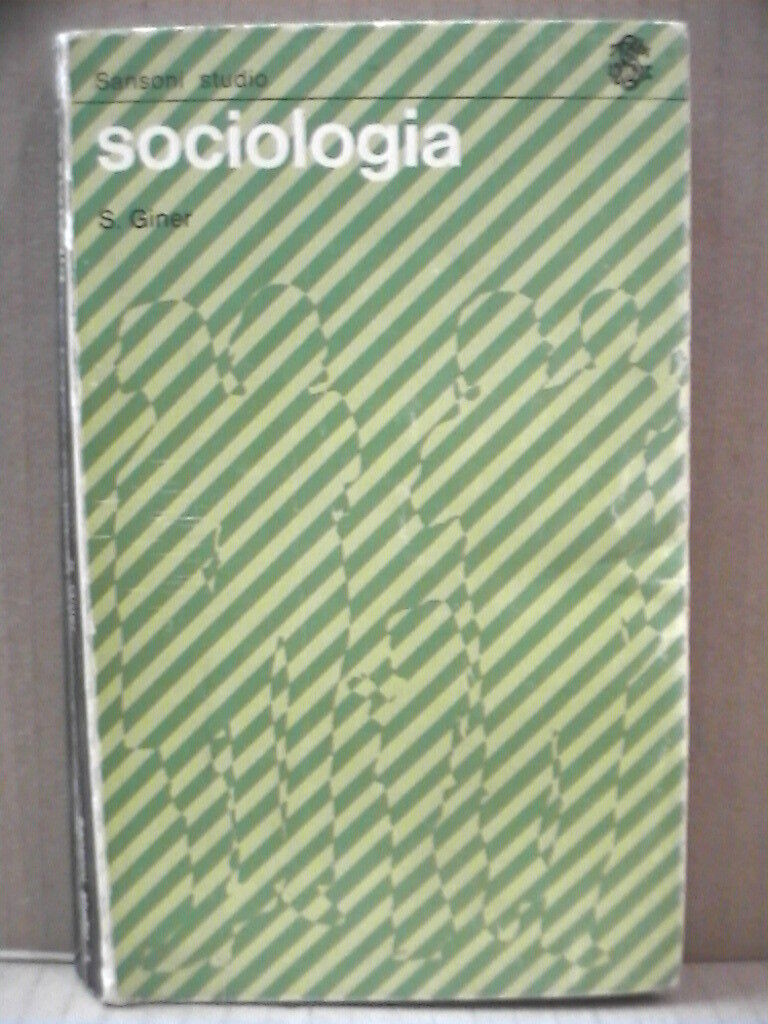 Sansoni studio
sociologia
S. Giner